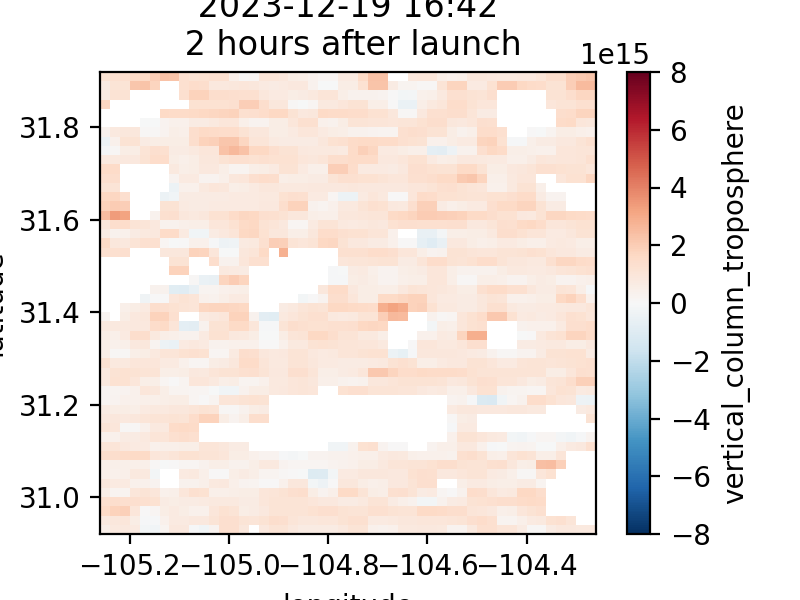 2023-12-19 16:42
2 hours after launch
1e15
8
6
4
2
0
−2
−4
−6
−8
vertical_column_troposphere
31.8
31.6
31.4
31.2
31.0
−105.2 −105.0 −104.8 −104.6 −104.4
longitude
latitude